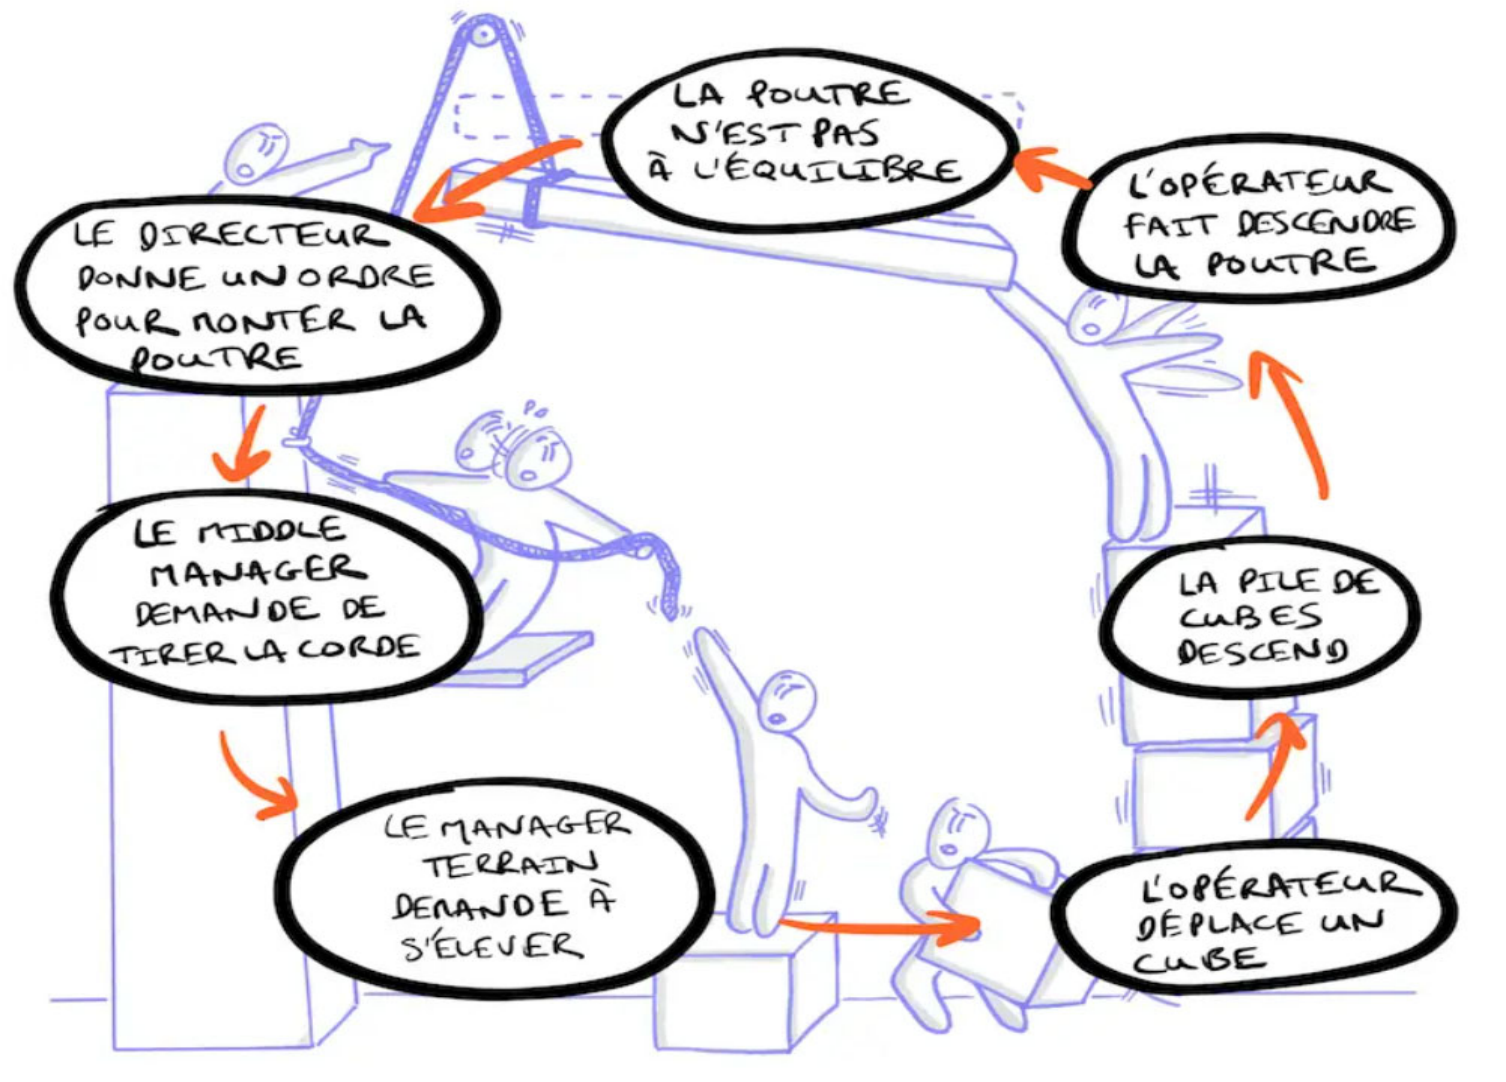 LA POUTRE
N'EST PAS
À L'ÉQUILIBRE
L'OPÉRATEUR
FAIT DESCENDRE
LA POUTRE
LE DIRECTEUR
DONNE UN ORDRE
POUR MONTER LA
POUTRE
LE MIDDLE
MANAGER
DEMANDE DE
TIRER LA CORDE
LA PILE DE
CUBES
DESCEND
LE MANAGER
TERRAIN
DEMANDE À
S'ÉLEVER
L'OPÉRATEUR
DÉPLACE UN
CUBE